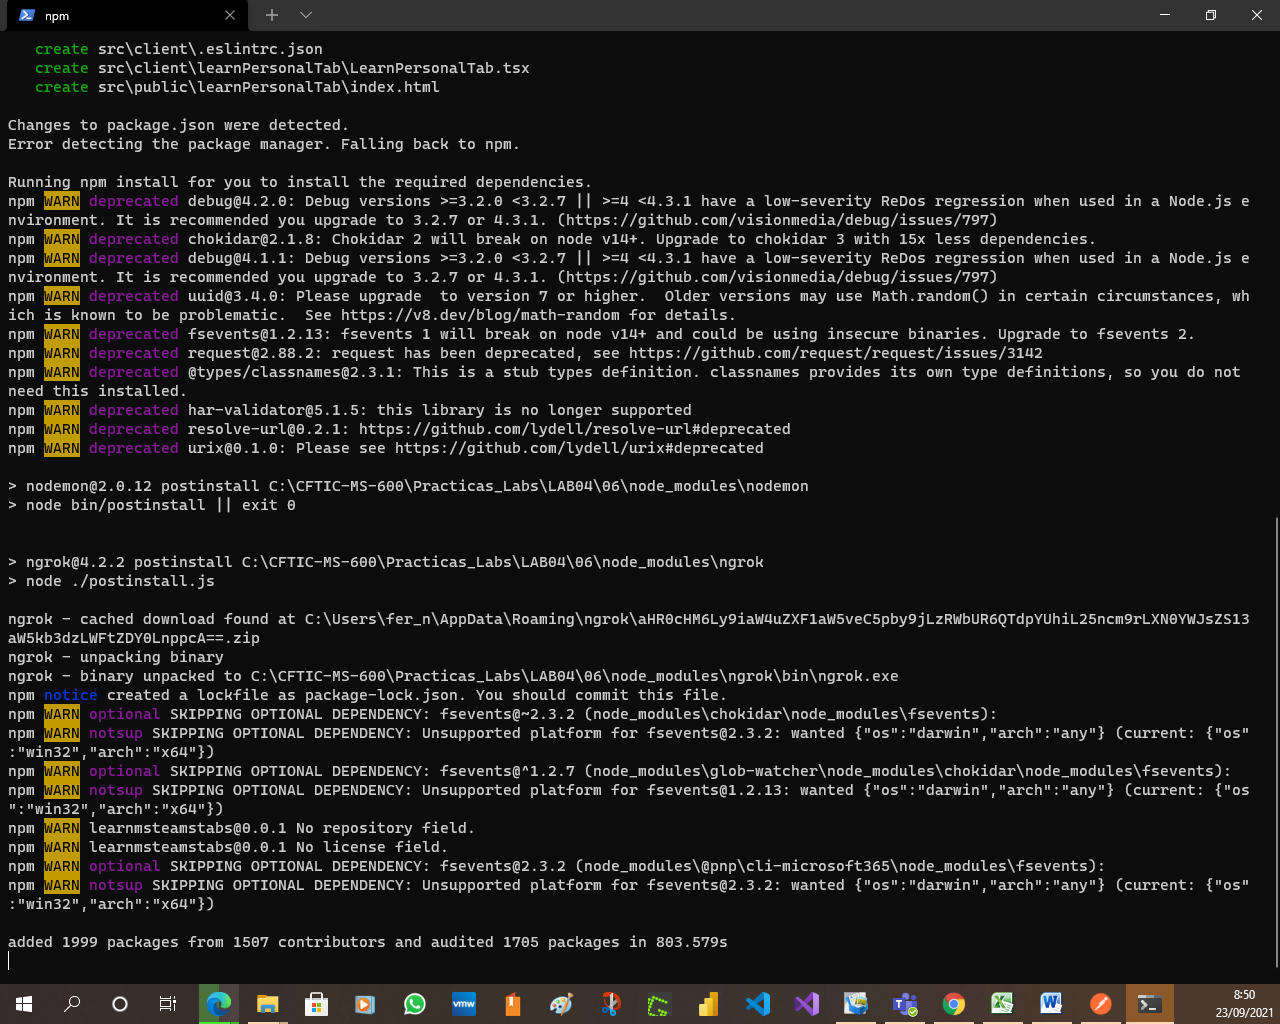 npm
create src\client\.eslintrc.json
create src\client\learnPersonalTab\LearnPersonalTab.tsx
create src\public\learnPersonalTab\index.html
Changes to package.json were detected.
Error detecting the package manager. Falling back to npm.
Running npm install for you to install the required dependencies.
npm WARN deprecated debug@4.2.0: Debug versions >=3.2.0 <3.2.7 || >=4 <4.3.1 have a low-severity ReDos regression when used in a Node.js e
nvironment. It is recommended you upgrade to 3.2.7 or 4.3.1. (https://github.com/visionmedia/debug/issues/797)
npm WARN deprecated chokidar@2.1.8: Chokidar 2 will break on node v14+. Upgrade to chokidar 3 with 15x less dependencies.
npm WARN deprecated debug@4.1.1: Debug versions >=3.2.0 <3.2.7 || >=4 <4.3.1 have a low-severity ReDos regression when used in a Node.js e
nvironment. It is recommended you upgrade to 3.2.7 or 4.3.1. (https://github.com/visionmedia/debug/issues/797)
npm WARN deprecated uuid@3.4.0: Please upgrade  to version 7 or higher.  Older versions may use Math.random() in certain circumstances, wh
ich is known to be problematic.  See https://v8.dev/blog/math-random for details.
npm WARN deprecated fsevents@1.2.13: fsevents 1 will break on node v14+ and could be using insecure binaries. Upgrade to fsevents 2.
npm WARN deprecated request@2.88.2: request has been deprecated, see https://github.com/request/request/issues/3142
npm WARN deprecated @types/classnames@2.3.1: This is a stub types definition. classnames provides its own type definitions, so you do not
need this installed.
npm WARN deprecated har-validator@5.1.5: this library is no longer supported
npm WARN deprecated resolve-url@0.2.1: https://github.com/lydell/resolve-url#deprecated
npm WARN deprecated urix@0.1.0: Please see https://github.com/lydell/urix#deprecated
> nodemon@2.0.12 postinstall C:\CFTIC-MS-600\Practicas_Labs\LAB04\06\node_modules\nodemon
> node bin/postinstall || exit 0
> ngrok@4.2.2 postinstall C:\CFTIC-MS-600\Practicas_Labs\LAB04\06\node_modules\ngrok
> node ./postinstall.js
ngrok - cached download found at C:\Users\fer_n\AppData\Roaming\ngrok\aHR0cHM6Ly9iaW4uZXF1aW5veC5pby9jLzRWbUR6QTdpYUhiL25ncm9rLXN0YWJsZS13
aW5kb3dzLWFtZDY0LnppcA==.zip
ngrok - unpacking binary
ngrok - binary unpacked to C:\CFTIC-MS-600\Practicas_Labs\LAB04\06\node_modules\ngrok\bin\ngrok.exe
npm notice created a lockfile as package-lock.json. You should commit this file.
npm WARN optional SKIPPING OPTIONAL DEPENDENCY: fsevents@~2.3.2 (node_modules\chokidar\node_modules\fsevents):
npm WARN notsup SKIPPING OPTIONAL DEPENDENCY: Unsupported platform for fsevents@2.3.2: wanted {"os":"darwin","arch":"any"} (current: {"os"
:"win32","arch":"x64"})
npm WARN optional SKIPPING OPTIONAL DEPENDENCY: fsevents@^1.2.7 (node_modules\glob-watcher\node_modules\chokidar\node_modules\fsevents):
npm WARN notsup SKIPPING OPTIONAL DEPENDENCY: Unsupported platform for fsevents@1.2.13: wanted {"os":"darwin","arch":"any"} (current: {"os
":"win32","arch":"x64"})
npm WARN learnmsteamstabs@0.0.1 No repository field.
npm WARN learnmsteamstabs@0.0.1 No license field.
npm WARN optional SKIPPING OPTIONAL DEPENDENCY: fsevents@2.3.2 (node_modules\@pnp\cli-microsoft365\node_modules\fsevents):
npm WARN notsup SKIPPING OPTIONAL DEPENDENCY: Unsupported platform for fsevents@2.3.2: wanted {"os":"darwin","arch":"any"} (current: {"os"
:"win32","arch":"x64"})
added 1999 packages from 1507 contributors and audited 1705 packages in 803.579s
vmw
8:50
23/09/2021